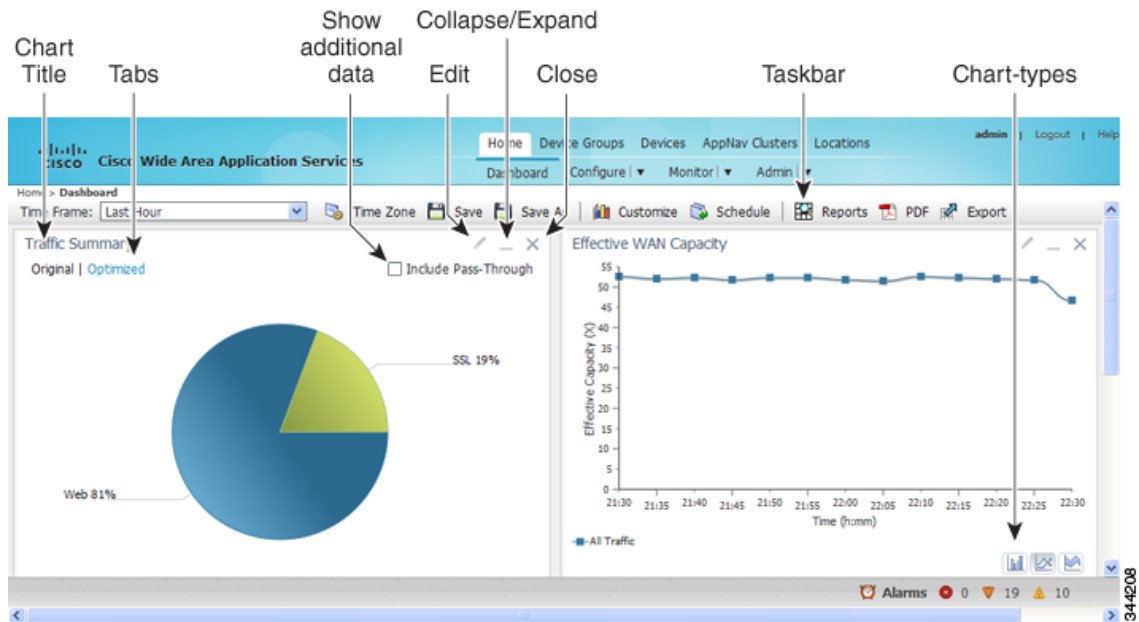 Show
Collapse/Expand
Chart
additional
Title
Tabs
data
Edit
Close
Taskbar
Chart-types
CISCO Cisco Wide Area Application Services
Home Device Groups Devices AppNav Clusters Locations
admin | Logout | Help
Dashboard Configure | ▼ Monitor | ▼ Admin | ▼
Home > Dashboard
Time Frame: Last Hour Time Zone Save Save As Customize Schedule Reports PDF Export
Traffic Summary
Original | Optimized
Include Pass-Through
SSL 19%
Web 81%
Effective WAN Capacity
Effective Capacity (X)
55
50
45
40
35
30
25
20
15
10
5
0
21:30 21:35 21:40 21:45 21:50 21:55 22:00 22:05 22:10 22:15 22:20 22:25 22:30
Time (h:mm)
All Traffic
Alarms 0 19 10
344208